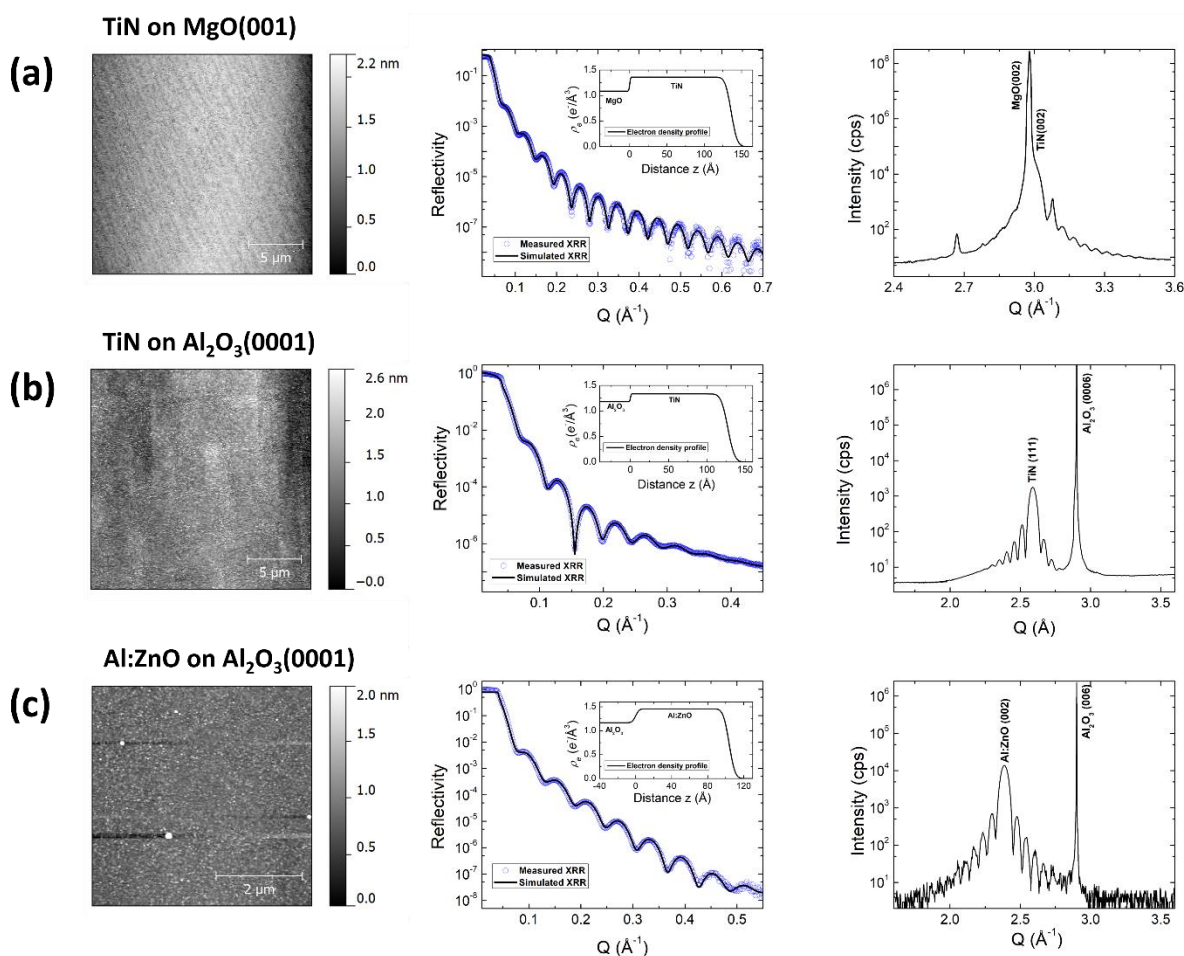 TiN on MgO(001)
(a)
2.2 nm
1.5
1.0
0.5
0.0
5 μm
Reflectivity
10⁻¹
10⁻³
10⁻⁵
10⁻⁷
0.1 0.2 0.3 0.4 0.5 0.6 0.7
Q (Å⁻¹)
Measured XRR
Simulated XRR
ρe (e⁻/Å³)
1.5
1.0
0.5
0.0
MgO
TiN
Electron density profile
0 50 100 150
Distance z (Å)
Intensity (cps)
10⁸
10⁶
10⁴
10²
MgO(002)
TiN(002)
2.4 2.7 3.0 3.3 3.6
Q (Å⁻¹)
TiN on Al₂O₃(0001)
(b)
2.6 nm
2.0
1.5
1.0
−0.0
5 μm
Reflectivity
10⁰
10⁻²
10⁻⁴
10⁻⁶
0.1 0.2 0.3 0.4
Q (Å⁻¹)
Measured XRR
Simulated XRR
ρe (e⁻/Å³)
1.5
1.0
0.5
0.0
Al₂O₃
TiN
Electron density profile
0 50 100 150
Distance z (Å)
Intensity (cps)
10⁶
10⁵
10⁴
10³
10²
10¹
TiN (111)
Al₂O₃ (0006)
2.0 2.5 3.0 3.5
Q (Å)
Al:ZnO on Al₂O₃(0001)
(c)
2.0 nm
1.5
1.0
0.5
0.0
2 μm
Reflectivity
10⁰
10⁻¹
10⁻²
10⁻³
10⁻⁴
10⁻⁵
10⁻⁶
10⁻⁷
10⁻⁸
0.1 0.2 0.3 0.4 0.5
Q (Å⁻¹)
Measured XRR
Simulated XRR
ρe (e⁻/Å³)
1.5
1.0
0.5
0.0
Al₂O₃
Al:ZnO
Electron density profile
-40 0 40 80 120
Distance z (Å)
Intensity (cps)
10⁶
10⁵
10⁴
10³
10²
10¹
Al:ZnO (002)
Al₂O₃ (006)
2.0 2.5 3.0 3.5
Q (Å⁻¹)